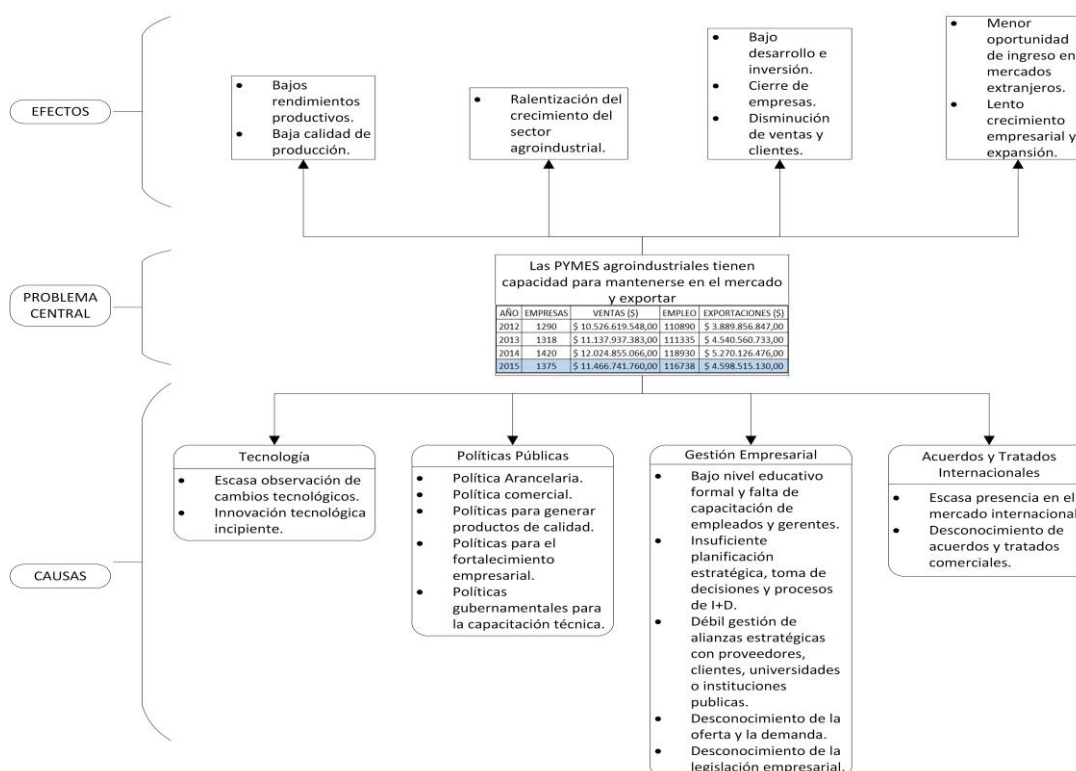 EFECTOS
• Bajos
rendimientos
productivos.
• Baja calidad de
producción.
• Ralentización del
crecimiento del
sector
agroindustrial.
• Bajo
desarrollo e
inversión.
• Cierre de
empresas.
• Disminución
de ventas y
clientes.
• Menor
oportunidad
de ingreso en
mercados
extranjeros.
• Lento
crecimiento
empresarial y
expansión.
PROBLEMA
CENTRAL
Las PYMES agroindustriales tienen
capacidad para mantenerse en el mercado
y exportar
AÑO EMPRESAS VENTAS ($) EMPLEO EXPORTACIONES ($)
2012 1290 $ 10.526.619.548,00 110890 $ 3.889.856.847,00
2013 1318 $ 11.137.937.383,00 111335 $ 4.540.560.733,00
2014 1420 $ 12.024.855.066,00 118930 $ 5.270.126.476,00
2015 1375 $ 11.466.741.760,00 116738 $ 4.598.515.130,00
CAUSAS
Tecnología
• Escasa observación de
cambios tecnológicos.
• Innovación tecnológica
incipiente.
Políticas Públicas
• Política Arancelaria.
• Política comercial.
• Políticas para generar
productos de calidad.
• Políticas para el
fortalecimiento
empresarial.
• Políticas
gubernamentales para
la capacitación técnica.
Gestión Empresarial
• Bajo nivel educativo
formal y falta de
capacitación de
empleados y gerentes.
• Insuficiente
planificación
estratégica, toma de
decisiones y procesos
de I+D.
• Débil gestión de
alianzas estratégicas
con proveedores,
clientes, universidades
o instituciones
publicas.
• Desconocimiento de la
oferta y la demanda.
• Desconocimiento de la
legislación empresarial.
Acuerdos y Tratados
Internacionales
• Escasa presencia en el
mercado internacional
• Desconocimiento de
acuerdos y tratados
comerciales.